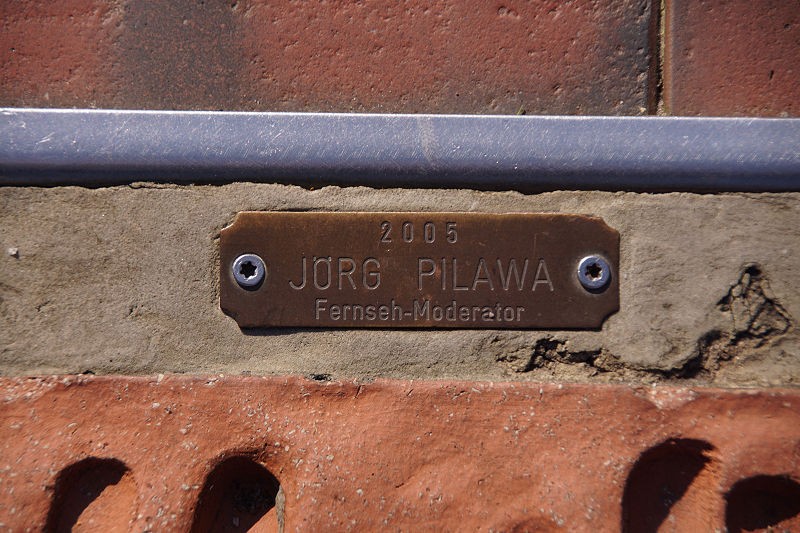 2005
JÖRG PILAWA
Fernseh-Moderator